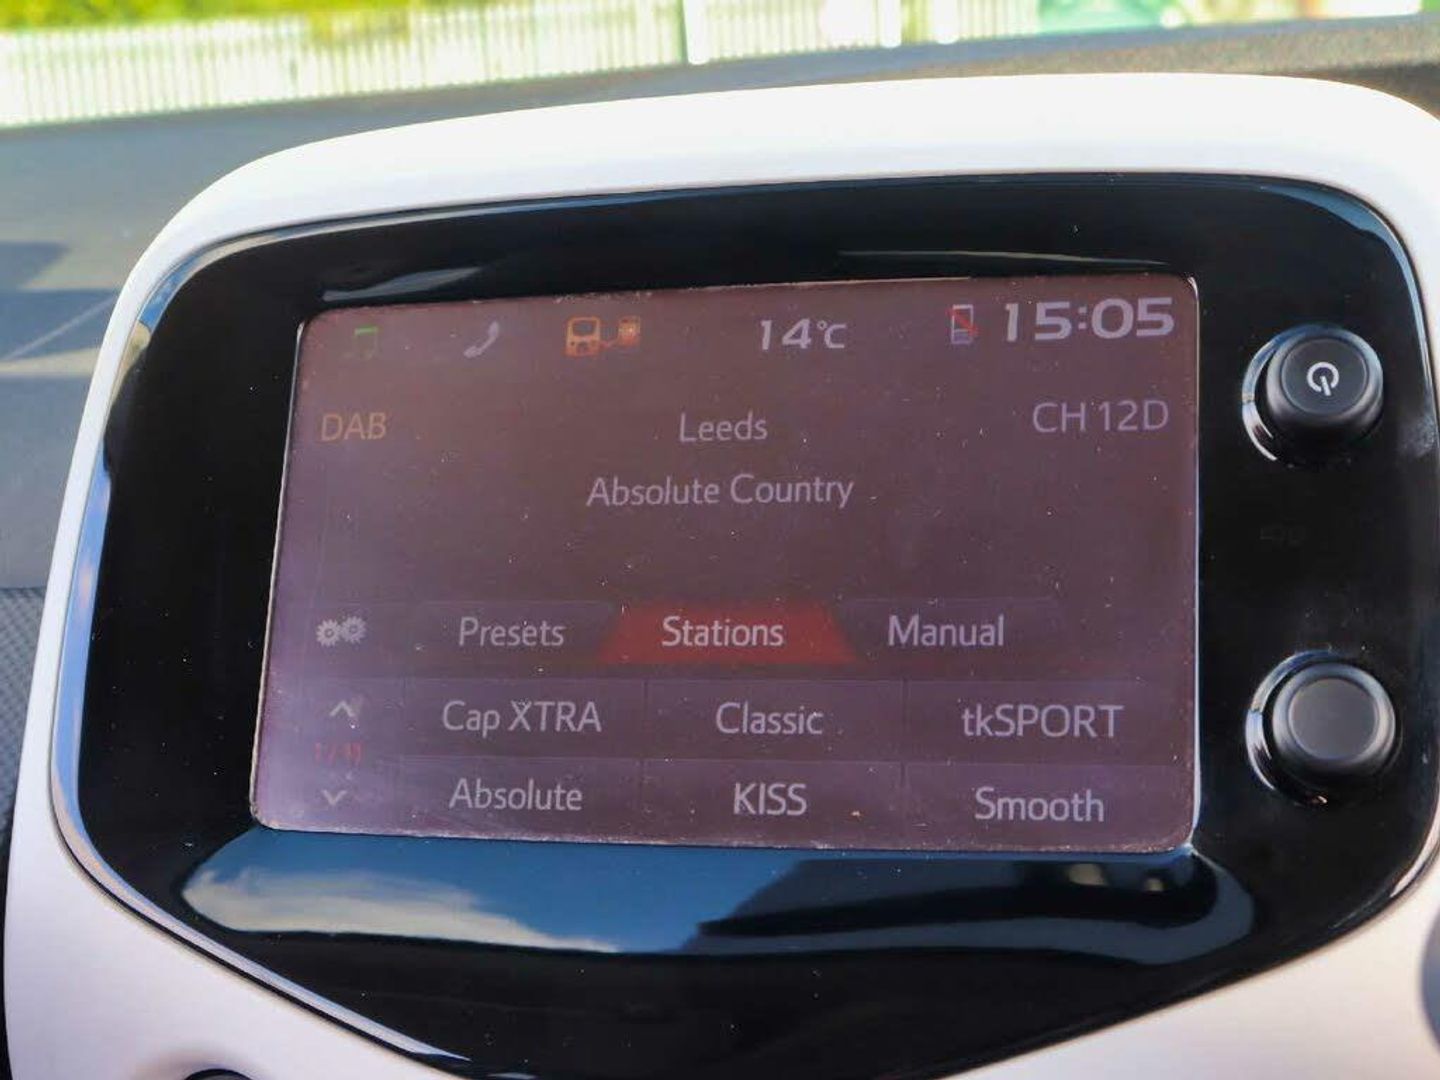 14°C 15:05
DAB Leeds CH 12D
Absolute Country
Presets Stations Manual
Cap XTRA Classic tkSPORT
Absolute KISS Smooth